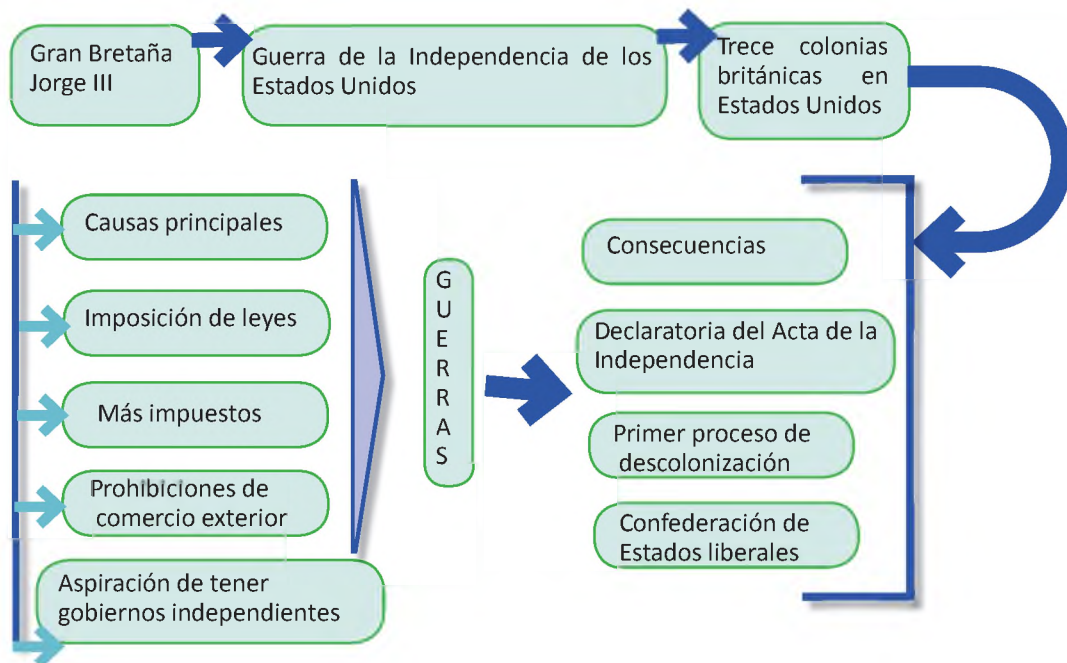 Gran Bretaña
Jorge III
Guerra de la Independencia de los
Estados Unidos
Trece colonias
británicas en
Estados Unidos
Causas principales
Imposición de leyes
Más impuestos
Prohibiciones de
comercio exterior
Aspiración de tener
gobiernos independientes
G
U
E
R
R
A
S
Consecuencias
Declaratoria del Acta de la
Independencia
Primer proceso de
descolonización
Confederación de
Estados liberales